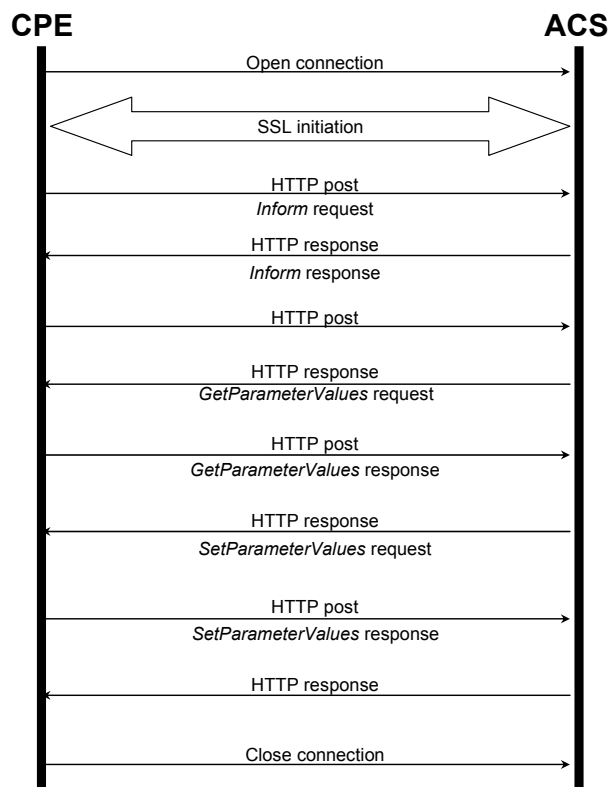 CPE ACS
Open connection
SSL initiation
HTTP post
Inform request
HTTP response
Inform response
HTTP post
HTTP response
GetParameterValues request
HTTP post
GetParameterValues response
HTTP response
SetParameterValues request
HTTP post
SetParameterValues response
HTTP response
Close connection